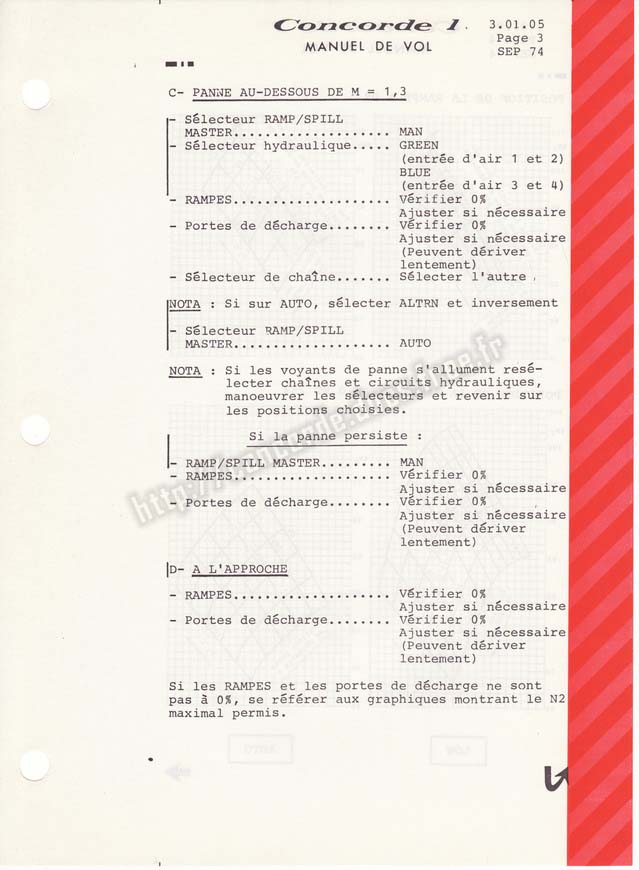 Concorde 1. 3.01.05
MANUEL DE VOL Page 3
SEP 74
C- PANNE AU-DESSOUS DE M = 1,3
- Sélecteur RAMP/SPILL
MASTER.................... MAN
- Sélecteur hydraulique..... GREEN
(entrée d'air 1 et 2)
BLUE
(entrée d'air 3 et 4)
- RAMPES.................... Vérifier 0%
Ajuster si nécessaire
- Portes de décharge........ Vérifier 0%
Ajuster si nécessaire
(Peuvent dériver
lentement)
- Sélecteur de chaîne....... Sélecter l'autre
NOTA : Si sur AUTO, sélecter ALTRN et inversement
- Sélecteur RAMP/SPILL
MASTER.................... AUTO
NOTA : Si les voyants de panne s'allument resé-
lecter chaînes et circuits hydrauliques,
manoeuvrer les sélecteurs et revenir sur
les positions choisies.
Si la panne persiste :
- RAMP/SPILL MASTER......... MAN
- RAMPES.................... Vérifier 0%
Ajuster si nécessaire
- Portes de décharge........ Vérifier 0%
Ajuster si nécessaire
(Peuvent dériver
lentement)
D- A L'APPROCHE
- RAMPES.................... Vérifier 0%
Ajuster si nécessaire
- Portes de décharge........ Vérifier 0%
Ajuster si nécessaire
(Peuvent dériver
lentement)
Si les RAMPES et les portes de décharge ne sont
pas à 0%, se référer aux graphiques montrant le N2
maximal permis.